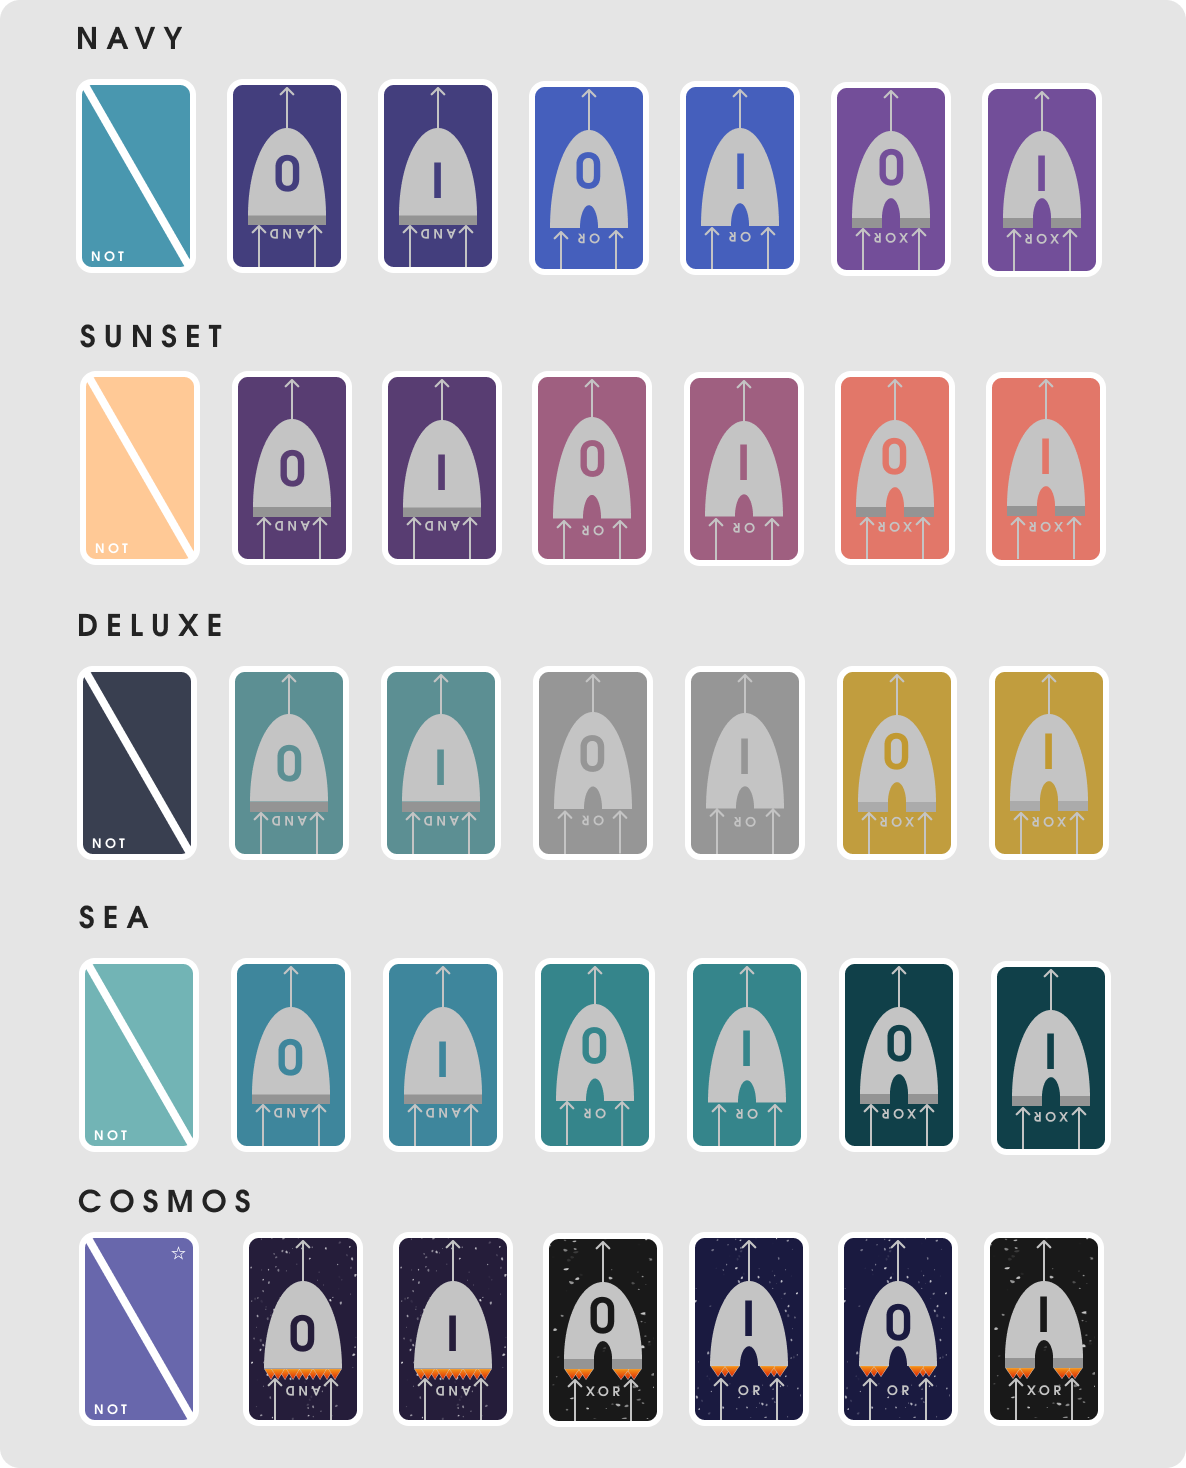 NAVY
NOT 0 AND I AND 0 OR I OR 0 XOR I XOR
SUNSET
NOT 0 AND I AND 0 OR I OR 0 XOR I XOR
DELUXE
NOT 0 AND I AND 0 OR I OR 0 XOR I XOR
SEA
NOT 0 AND I AND 0 OR I OR 0 XOR I XOR
COSMOS
NOT 0 AND I AND 0 XOR I OR 0 OR I XOR